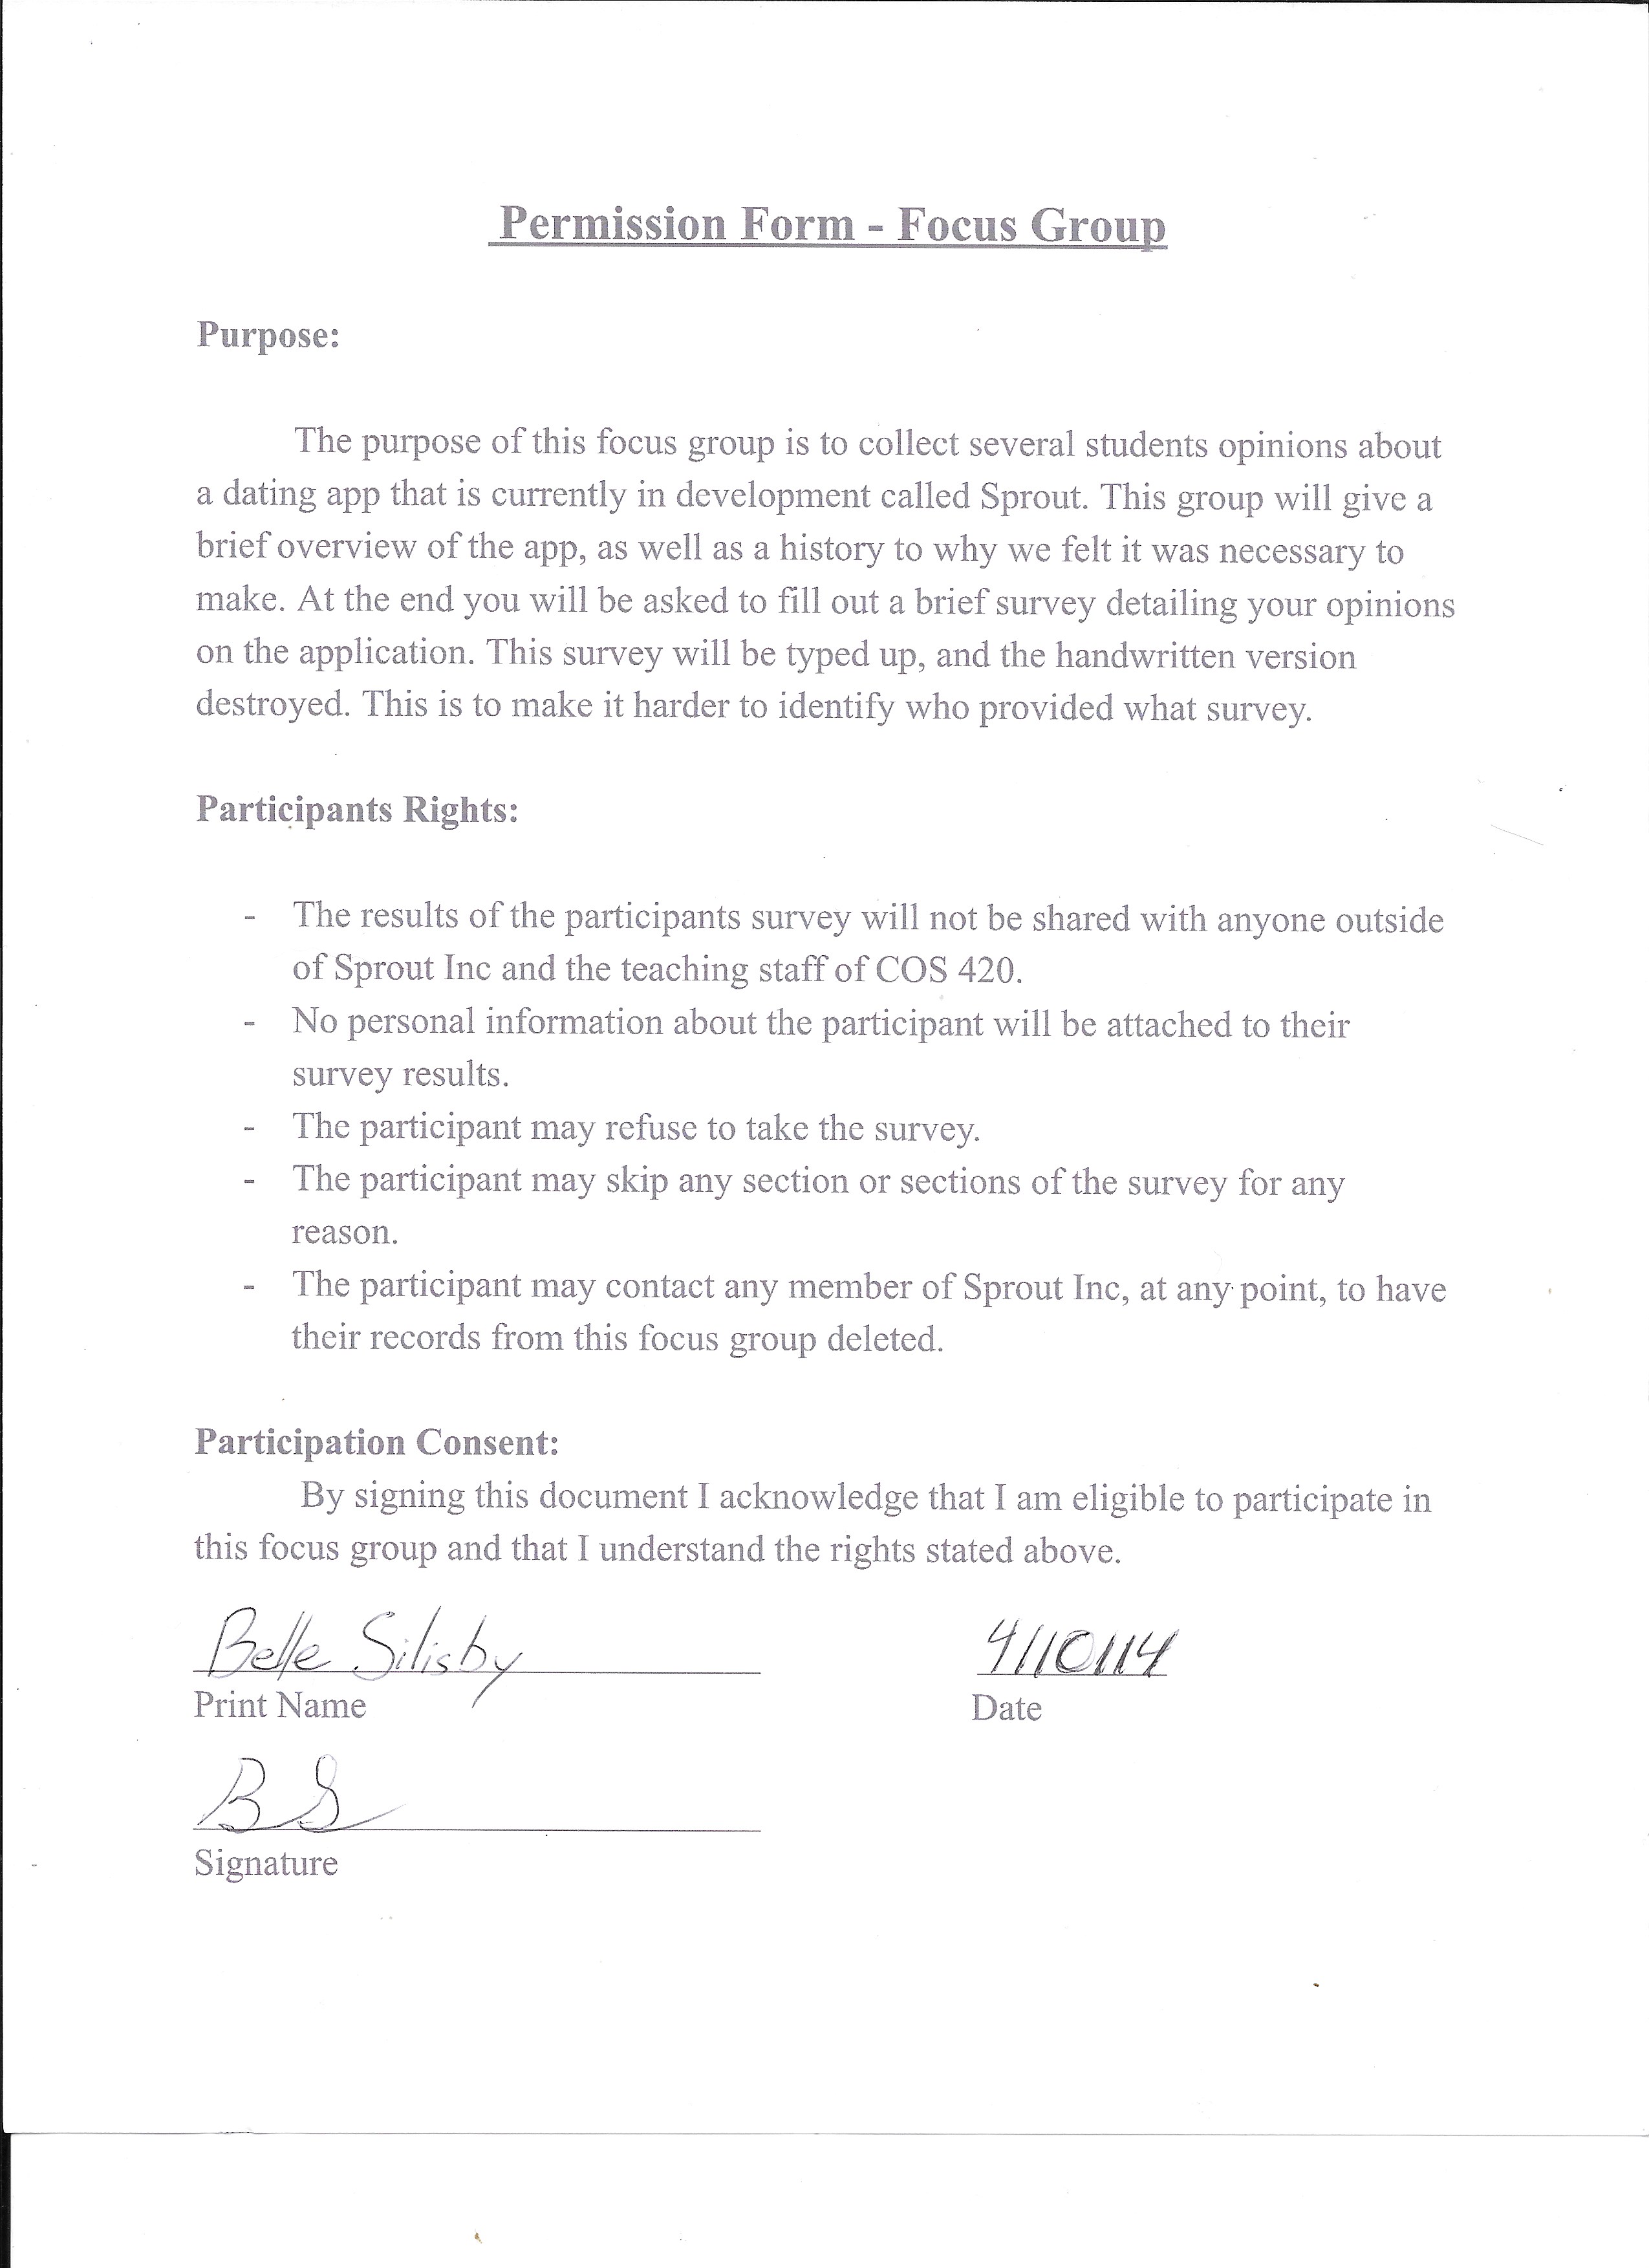 Permission Form - Focus Group
Purpose:
The purpose of this focus group is to collect several students opinions about
a dating app that is currently in development called Sprout. This group will give a
brief overview of the app, as well as a history to why we felt it was necessary to
make. At the end you will be asked to fill out a brief survey detailing your opinions
on the application. This survey will be typed up, and the handwritten version
destroyed. This is to make it harder to identify who provided what survey.
Participants Rights:
- The results of the participants survey will not be shared with anyone outside
of Sprout Inc and the teaching staff of COS 420.
- No personal information about the participant will be attached to their
survey results.
- The participant may refuse to take the survey.
- The participant may skip any section or sections of the survey for any
reason.
- The participant may contact any member of Sprout Inc, at any point, to have
their records from this focus group deleted.
Participation Consent:
By signing this document I acknowledge that I am eligible to participate in
this focus group and that I understand the rights stated above.
Belle Silisby 4/10/14
Print Name Date
BS
Signature